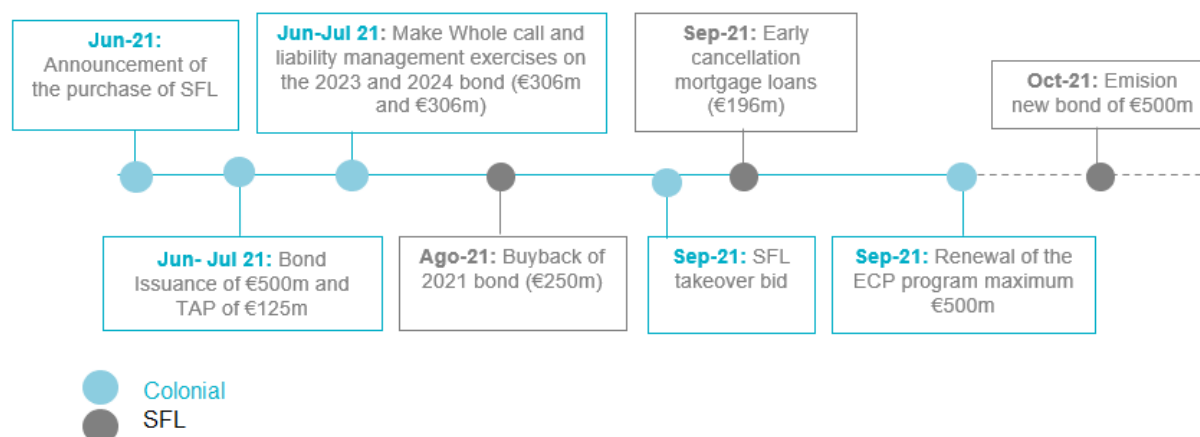 Jun-21:
Announcement of
the purchase of SFL
Jun-Jul 21: Make Whole call and
liability management exercises on
the 2023 and 2024 bond (€306m
and €306m)
Sep-21: Early
cancellation
mortgage loans
(€196m)
Oct-21: Emision
new bond of €500m
Jun- Jul 21: Bond
Issuance of €500m and
TAP of €125m
Ago-21: Buyback of
2021 bond (€250m)
Sep-21: SFL
takeover bid
Sep-21: Renewal of the
ECP program maximum
€500m
Colonial
SFL